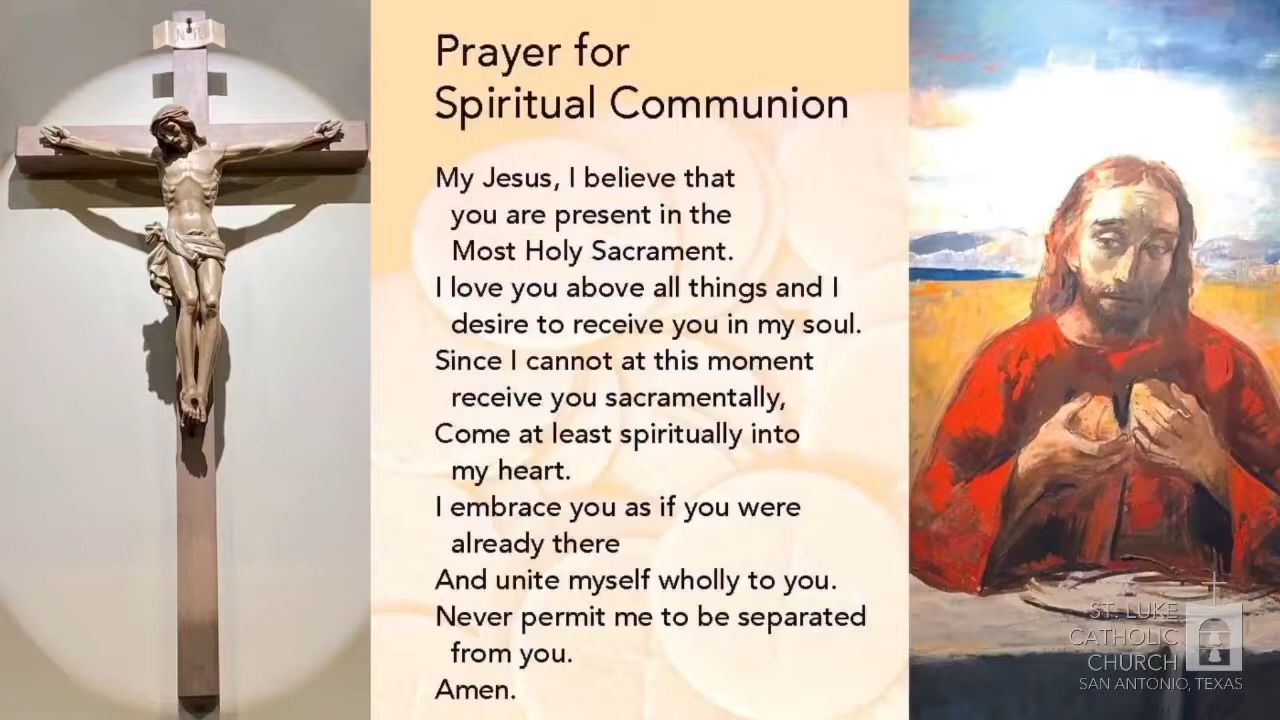 Prayer for
Spiritual Communion
My Jesus, I believe that
you are present in the
Most Holy Sacrament.
I love you above all things and I
desire to receive you in my soul.
Since I cannot at this moment
receive you sacramentally,
Come at least spiritually into
my heart.
I embrace you as if you were
already there
And unite myself wholly to you.
Never permit me to be separated
from you.
Amen.
ST. LUKE
CATHOLIC
CHURCH
SAN ANTONIO, TEXAS